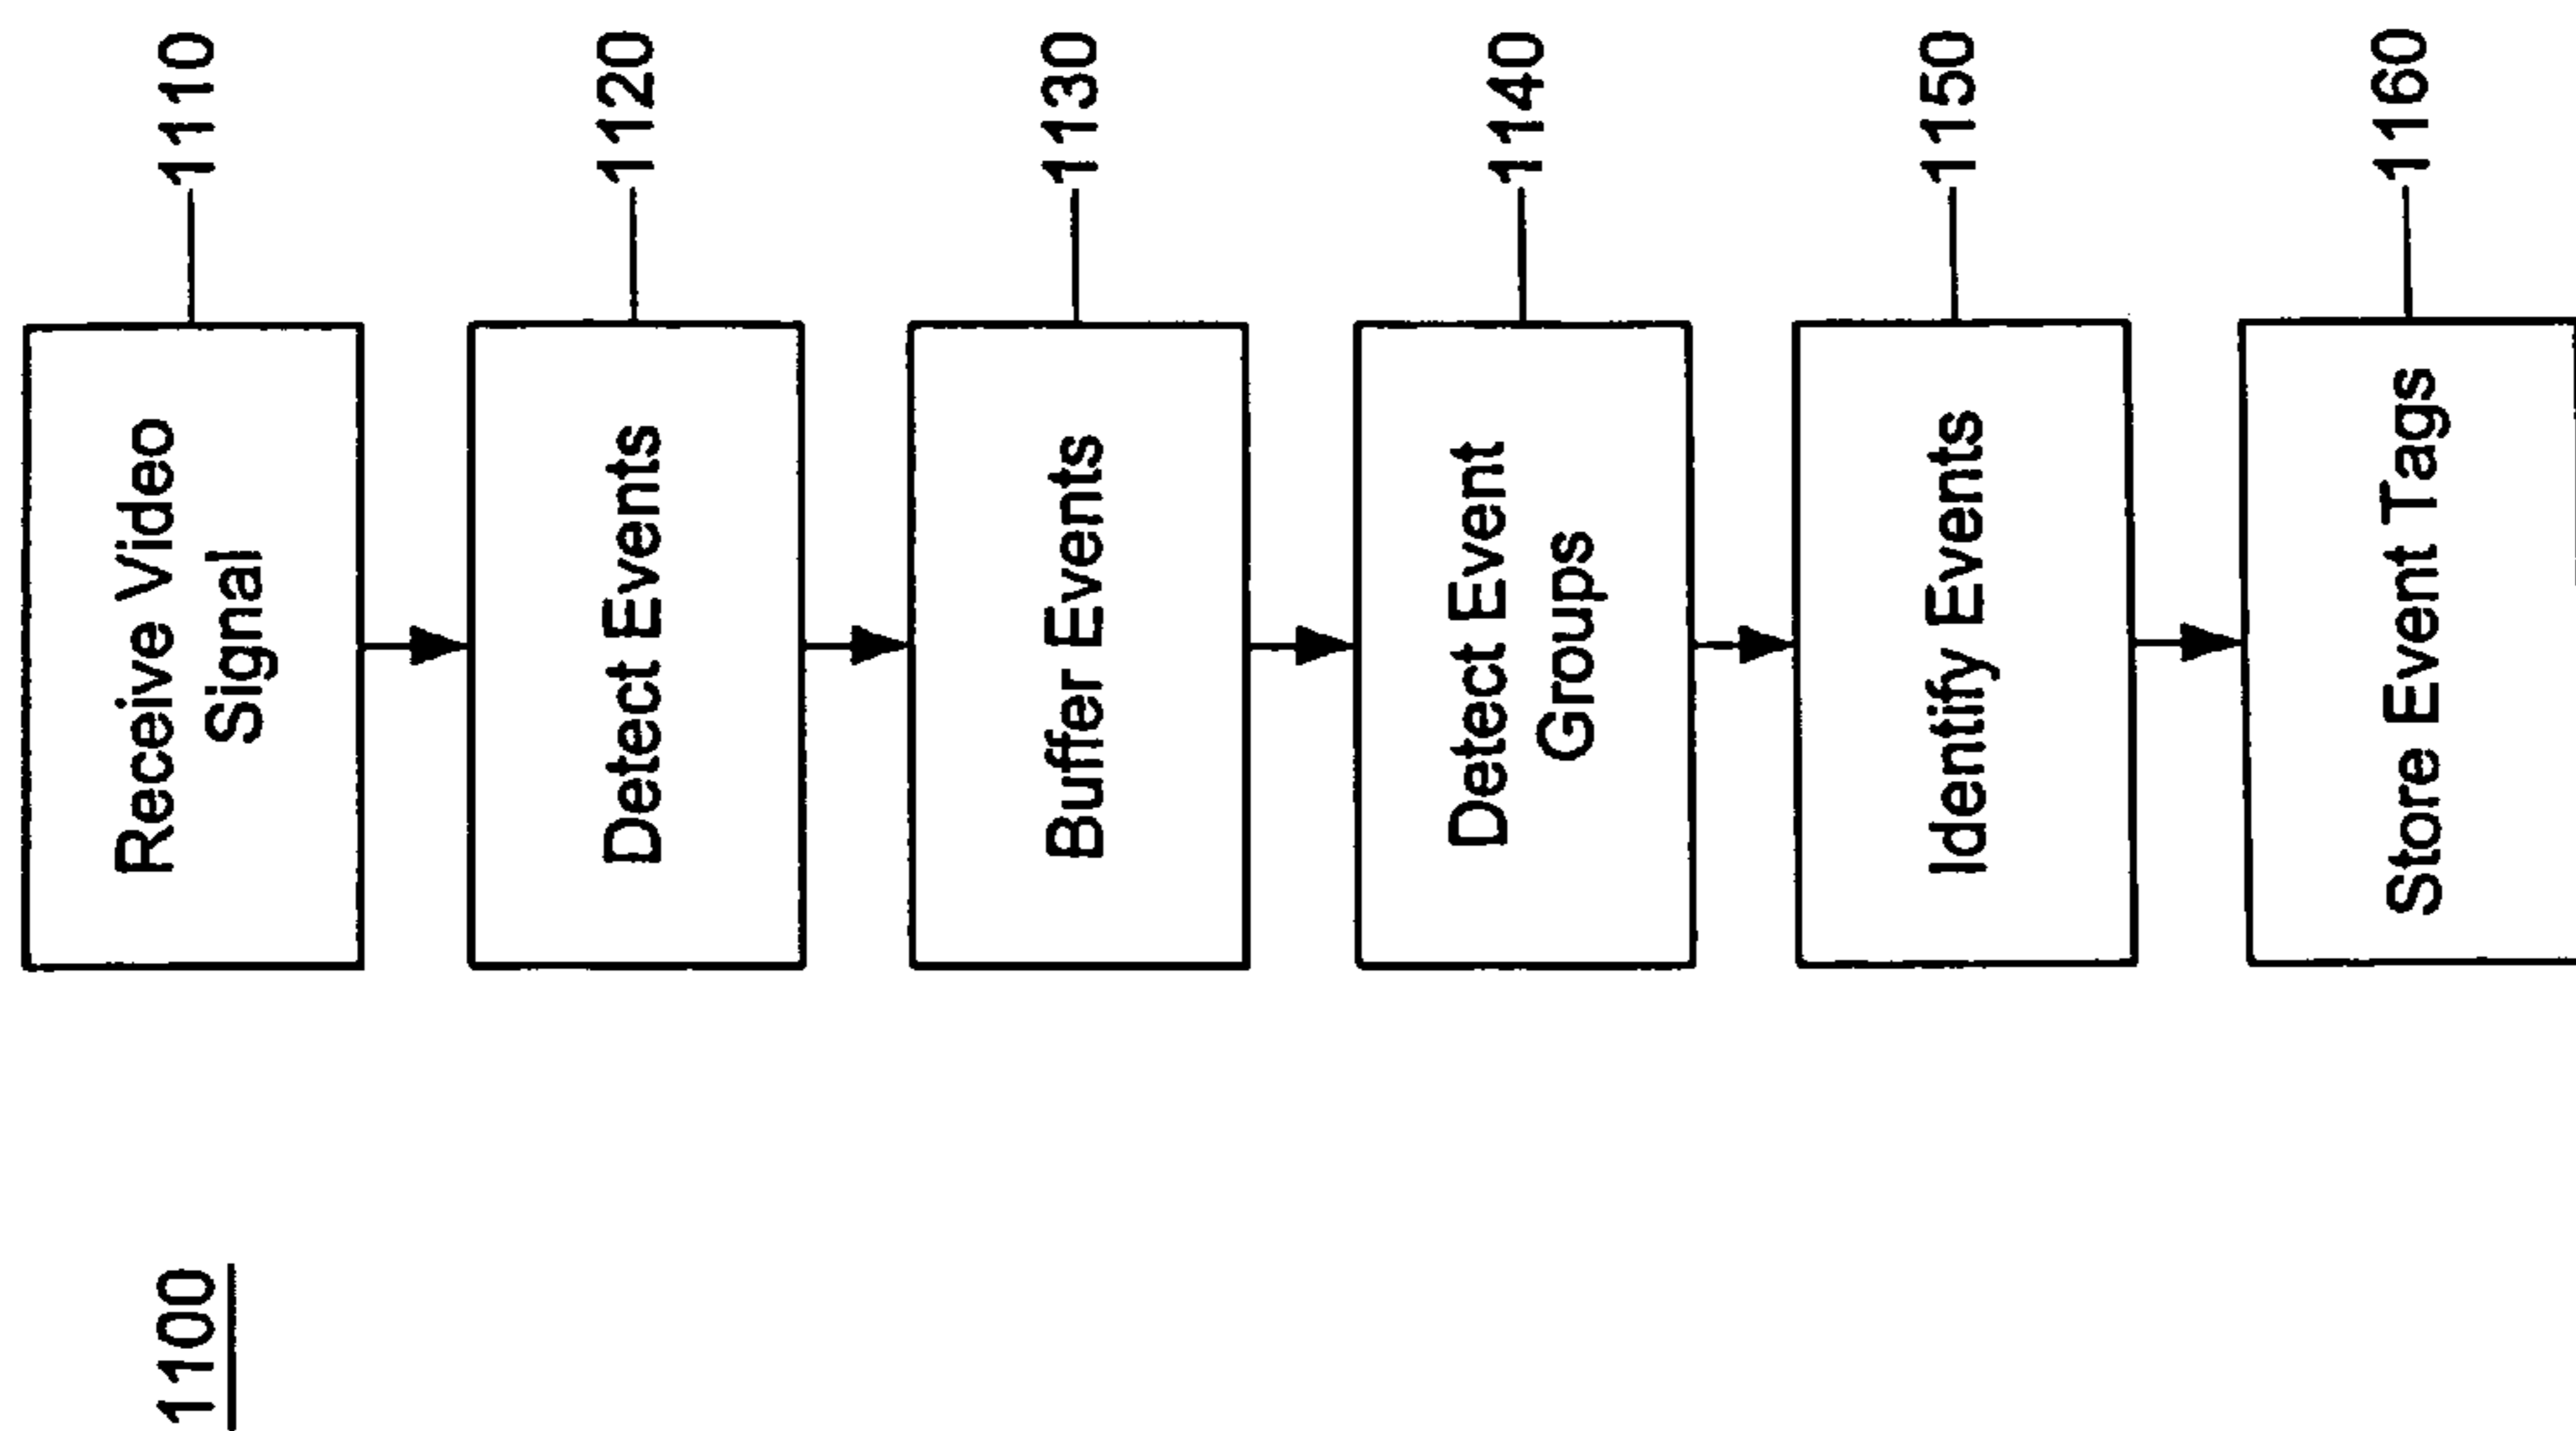 1100
Receive Video
Signal
1110
Detect Events
1120
Buffer Events
1130
Detect Event
Groups
1140
Identify Events
1150
Store Event Tags
1160